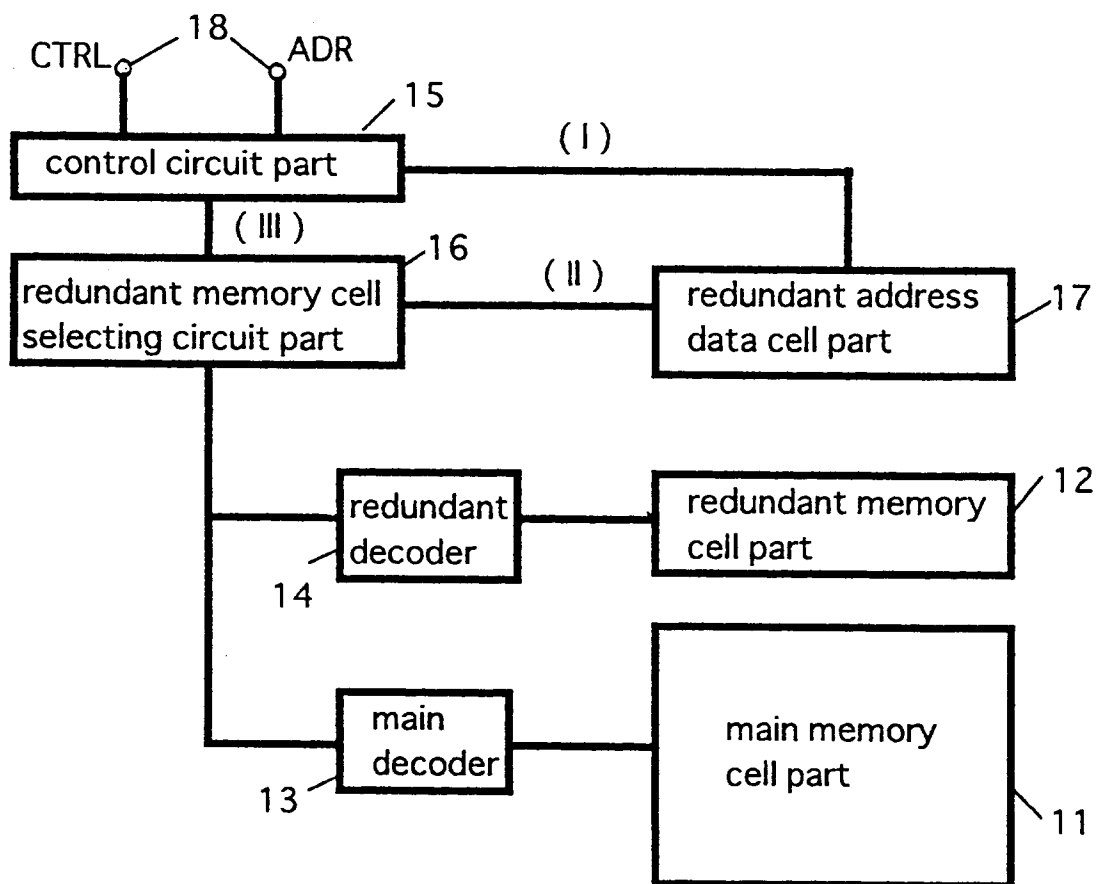 18
CTRL
ADR
15
control circuit part
( I )
( III )
16
redundant memory cell
selecting circuit part
( II )
redundant address
data cell part
17
redundant
decoder
14
redundant memory
cell part
12
main
decoder
13
main memory
cell part
11